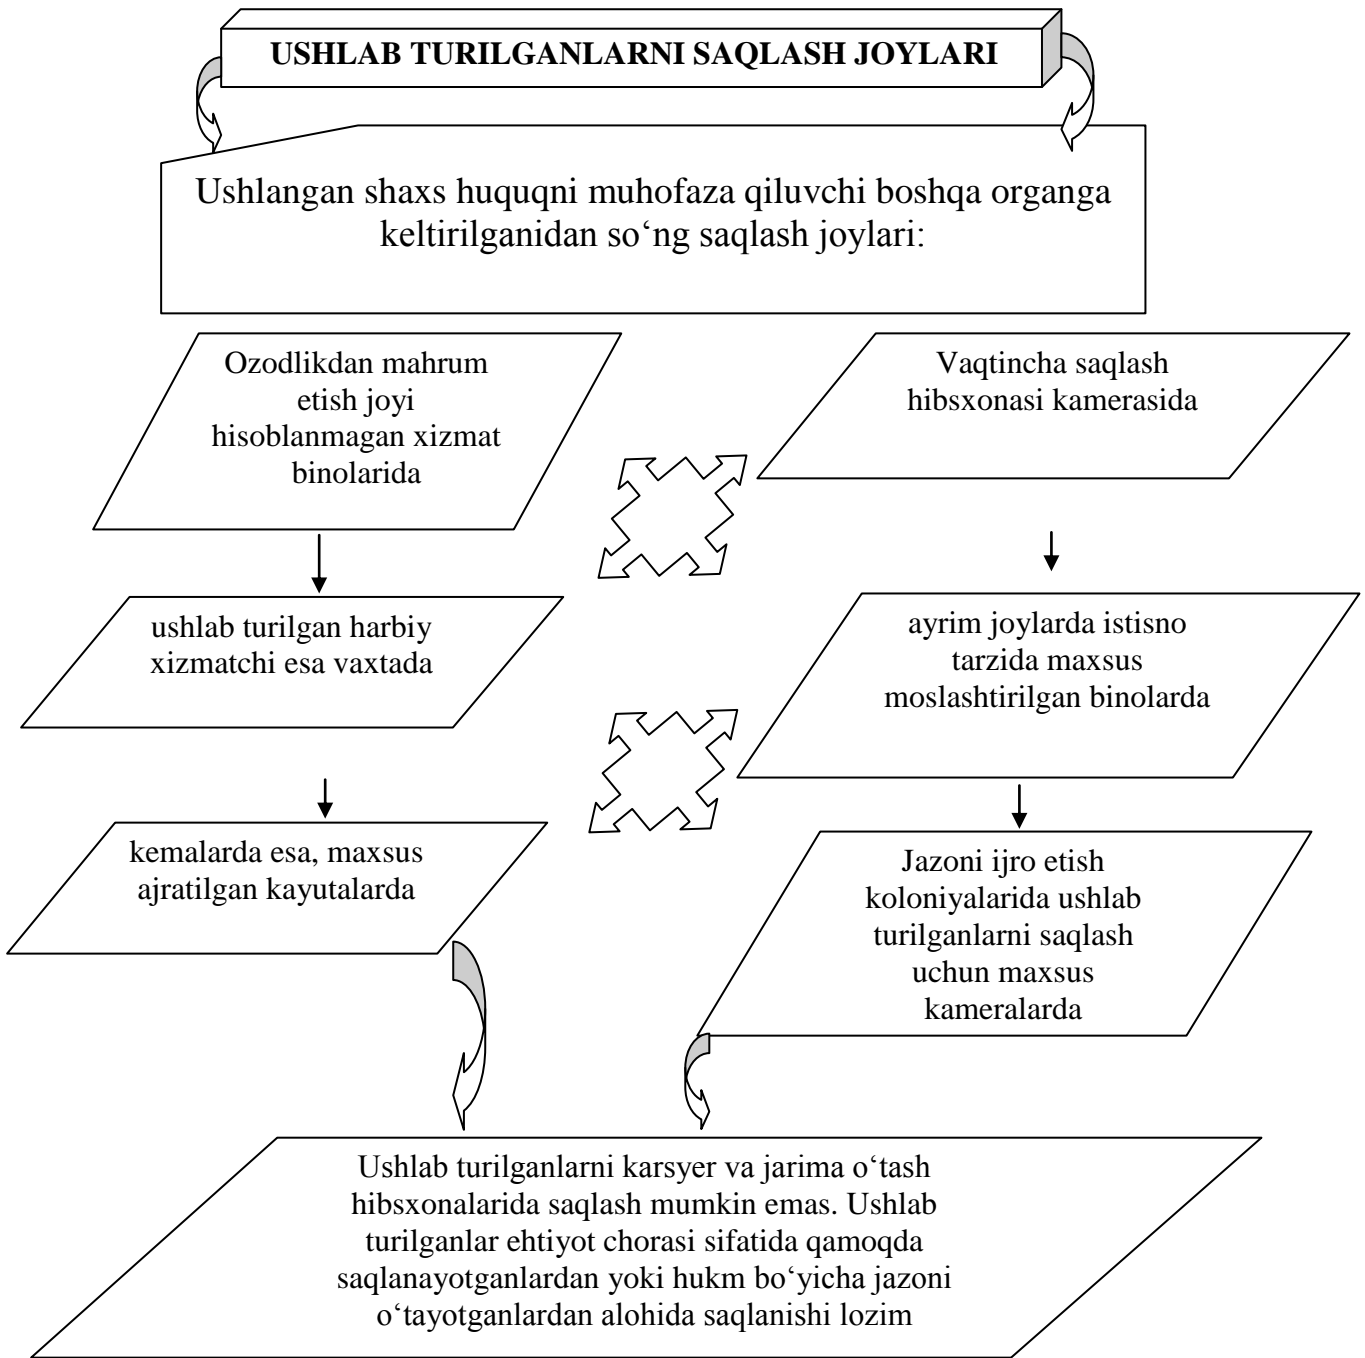 USHLAB TURILGANLARNI SAQLASH JOYLARI
Ushlangan shaxs huquqni muhofaza qiluvchi boshqa organga
keltirilganidan so‘ng saqlash joylari:
Ozodlikdan mahrum
etish joyi
hisoblanmagan xizmat
binolarida
Vaqtincha saqlash
hibsxonasi kamerasida
ushlab turilgan harbiy
xizmatchi esa vaxtada
ayrim joylarda istisno
tarzida maxsus
moslashtirilgan binolarda
kemalarda esa, maxsus
ajratilgan kayutalarda
Jazoni ijro etish
koloniyalarida ushlab
turilganlarni saqlash
uchun maxsus
kameralarda
Ushlab turilganlarni karsyer va jarima o‘tash
hibsxonalarida saqlash mumkin emas. Ushlab
turilganlar ehtiyot chorasi sifatida qamoqda
saqlanayotganlardan yoki hukm bo‘yicha jazoni
o‘tayotganlardan alohida saqlanishi lozim